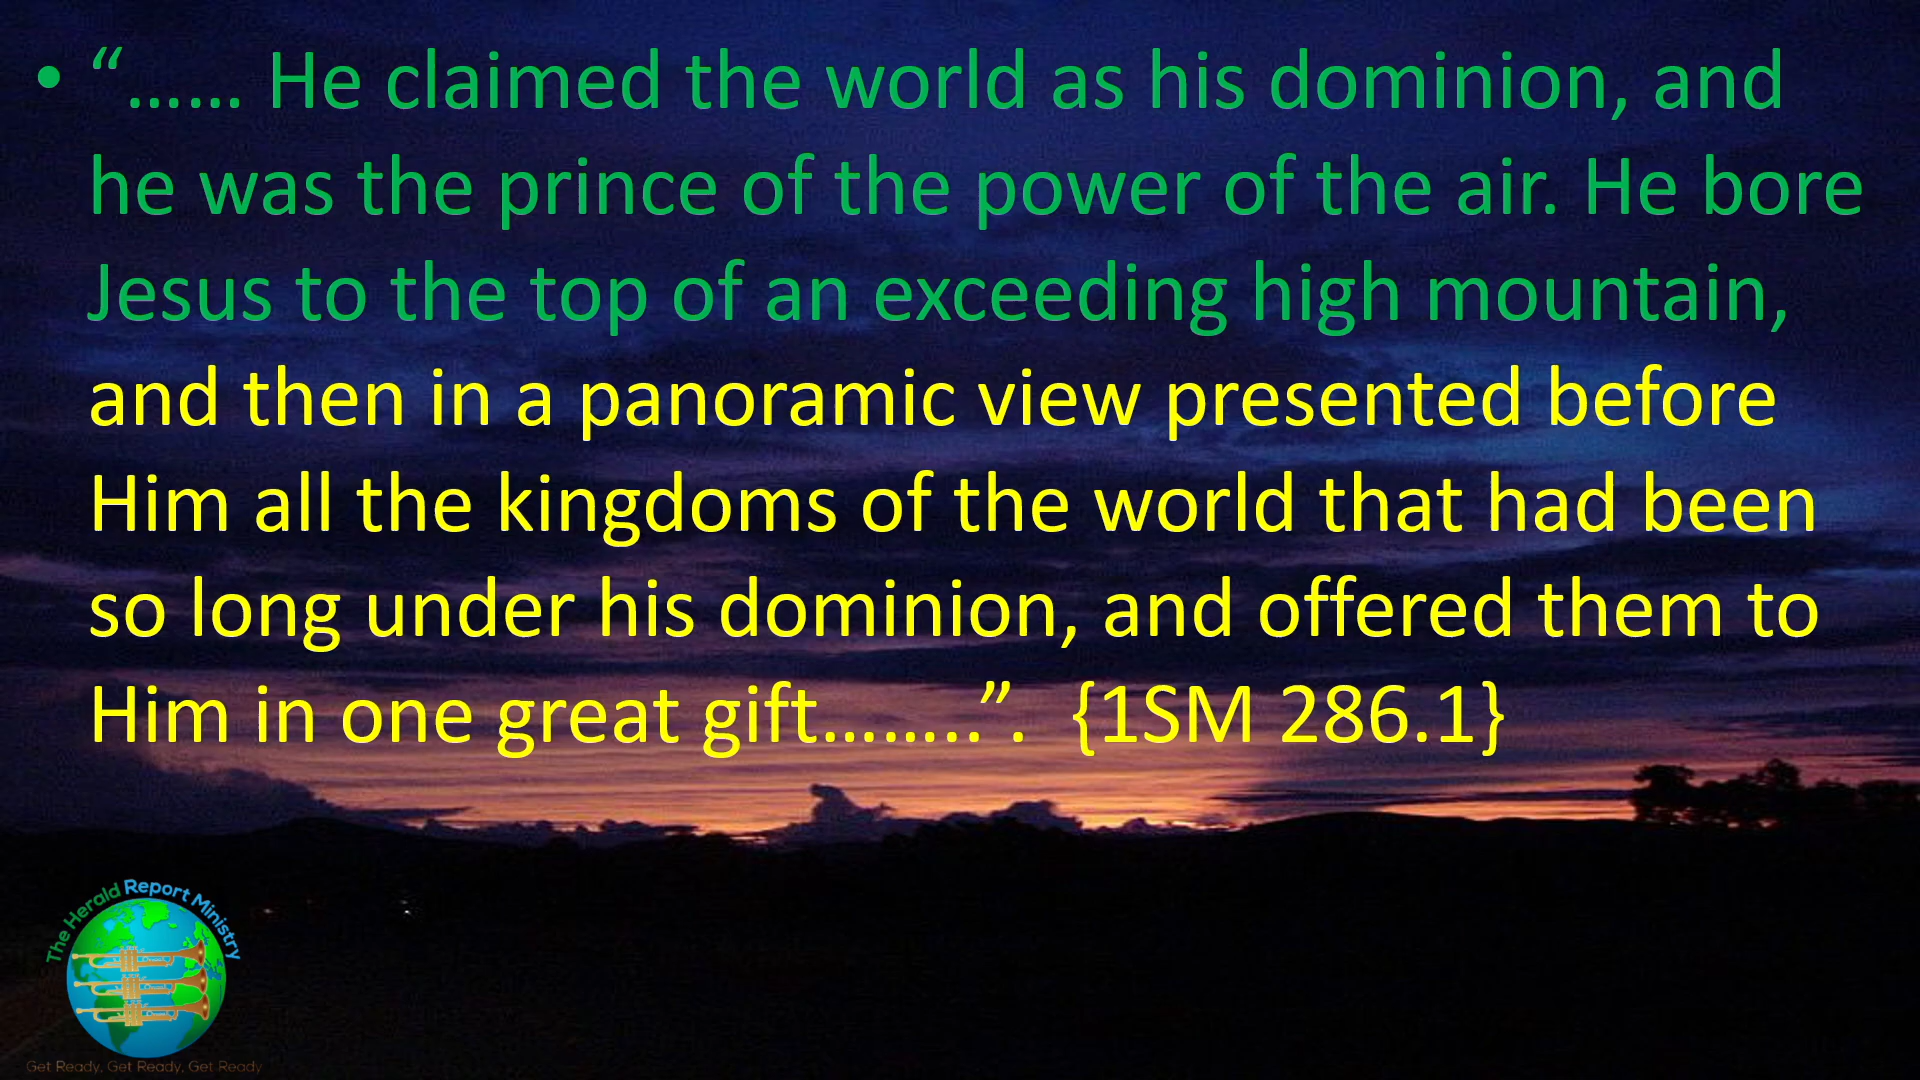 • “…… He claimed the world as his dominion, and
he was the prince of the power of the air. He bore
Jesus to the top of an exceeding high mountain,
and then in a panoramic view presented before
Him all the kingdoms of the world that had been
so long under his dominion, and offered them to
Him in one great gift……..”.  {1SM 286.1}
The Herald Report Ministry
Get Ready, Get Ready, Get Ready